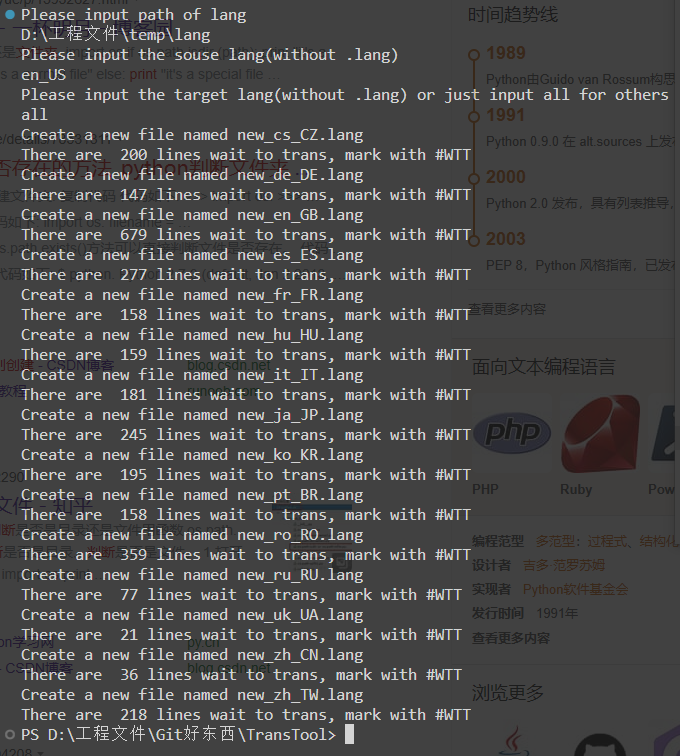 Please input path of lang
D:\工程文件\temp\lang
Please input the souse lang(without .lang)
en_US
Please input the target lang(without .lang) or just input all for others
all
Create a new file named new_cs_CZ.lang
There are  200 lines wait to trans, mark with #WTT
Create a new file named new_de_DE.lang
There are  147 lines wait to trans, mark with #WTT
Create a new file named new_en_GB.lang
There are  679 lines wait to trans, mark with #WTT
Create a new file named new_es_ES.lang
There are  277 lines wait to trans, mark with #WTT
Create a new file named new_fr_FR.lang
There are  158 lines wait to trans, mark with #WTT
Create a new file named new_hu_HU.lang
There are  159 lines wait to trans, mark with #WTT
Create a new file named new_it_IT.lang
There are  181 lines wait to trans, mark with #WTT
Create a new file named new_ja_JP.lang
There are  245 lines wait to trans, mark with #WTT
Create a new file named new_ko_KR.lang
There are  195 lines wait to trans, mark with #WTT
Create a new file named new_pt_BR.lang
There are  158 lines wait to trans, mark with #WTT
Create a new file named new_ro_RO.lang
There are  359 lines wait to trans, mark with #WTT
Create a new file named new_ru_RU.lang
There are  77 lines wait to trans, mark with #WTT
Create a new file named new_uk_UA.lang
There are  21 lines wait to trans, mark with #WTT
Create a new file named new_zh_CN.lang
There are  36 lines wait to trans, mark with #WTT
Create a new file named new_zh_TW.lang
There are  218 lines wait to trans, mark with #WTT
PS D:\工程文件\Git好东西\TransTool>
时间趋势线
1989
Python由Guido van Rossum构思
1991
Python 0.9.0 在 alt.sources 上发布
2000
Python 2.0 发布，具有列表推导,
2003
PEP 8，Python 风格指南，已发
查看更多内容
面向文本编程语言
php
PHP
Ruby
Pow
编程范型 多范型：过程式、结构化
设计者 吉多·范罗苏姆
实现者 Python软件基金会
发行时间 1991年
查看更多内容
浏览更多